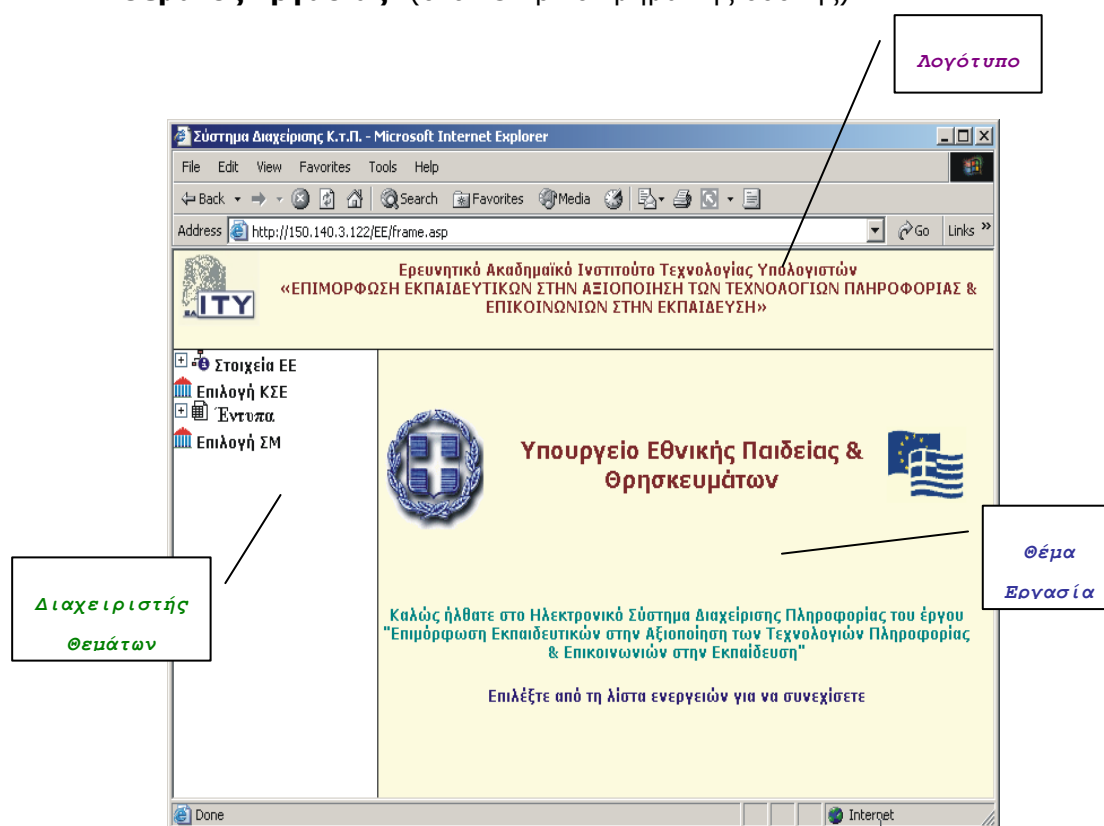 Λογότυπο
Σύστημα Διαχείρισης Κ.τ.Π. - Microsoft Internet Explorer
File Edit View Favorites Tools Help
Back Search Favorites Media
Address http://150.140.3.122/EE/frame.asp Go Links »
ΙΤΥ
Ερευνητικό Ακαδημαϊκό Ινστιτούτο Τεχνολογίας Υπολογιστών
«ΕΠΙΜΟΡΦΩΣΗ ΕΚΠΑΙΔΕΥΤΙΚΩΝ ΣΤΗΝ ΑΞΙΟΠΟΙΗΣΗ ΤΩΝ ΤΕΧΝΟΛΟΓΙΩΝ ΠΛΗΡΟΦΟΡΙΑΣ &
ΕΠΙΚΟΙΝΩΝΙΩΝ ΣΤΗΝ ΕΚΠΑΙΔΕΥΣΗ»
Στοιχεία ΕΕ
Επιλογή ΚΣΕ
Έντυπα
Επιλογή ΣΜ
Υπουργείο Εθνικής Παιδείας &
Θρησκευμάτων
Θέμα
Εργασία
Διαχειριστής
Θεμάτων
Καλώς ήλθατε στο Ηλεκτρονικό Σύστημα Διαχείρισης Πληροφορίας του έργου
"Επιμόρφωση Εκπαιδευτικών στην Αξιοποίηση των Τεχνολογιών Πληροφορίας
& Επικοινωνιών στην Εκπαίδευση"
Επιλέξτε από τη λίστα ενεργειών για να συνεχίσετε
Done Internet